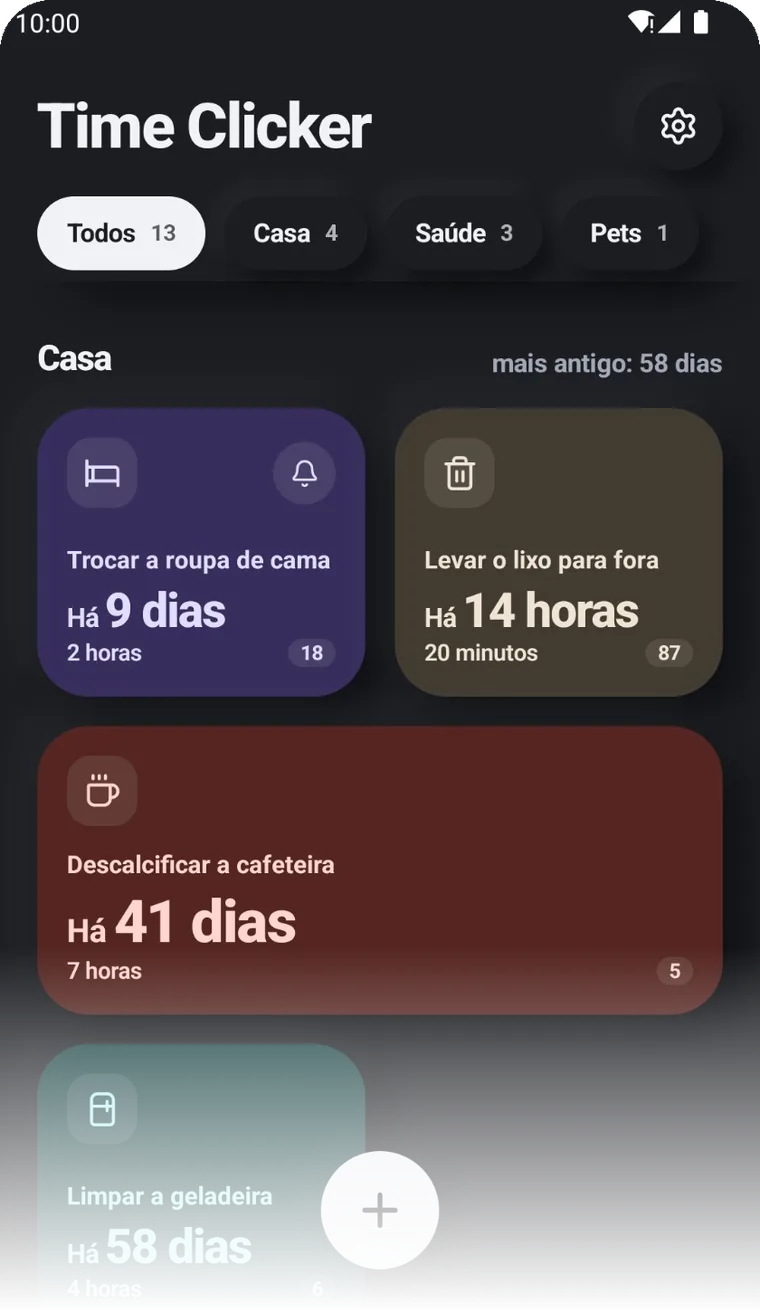 10:00
Time Clicker
Todos 13 Casa 4 Saúde 3 Pets 1
Casa mais antigo: 58 dias
Trocar a roupa de cama
Há 9 dias
2 horas 18
Levar o lixo para fora
Há 14 horas
20 minutos 87
Descalcificar a cafeteira
Há 41 dias
7 horas 5
Limpar a geladeira
Há 58 dias
4 horas 6